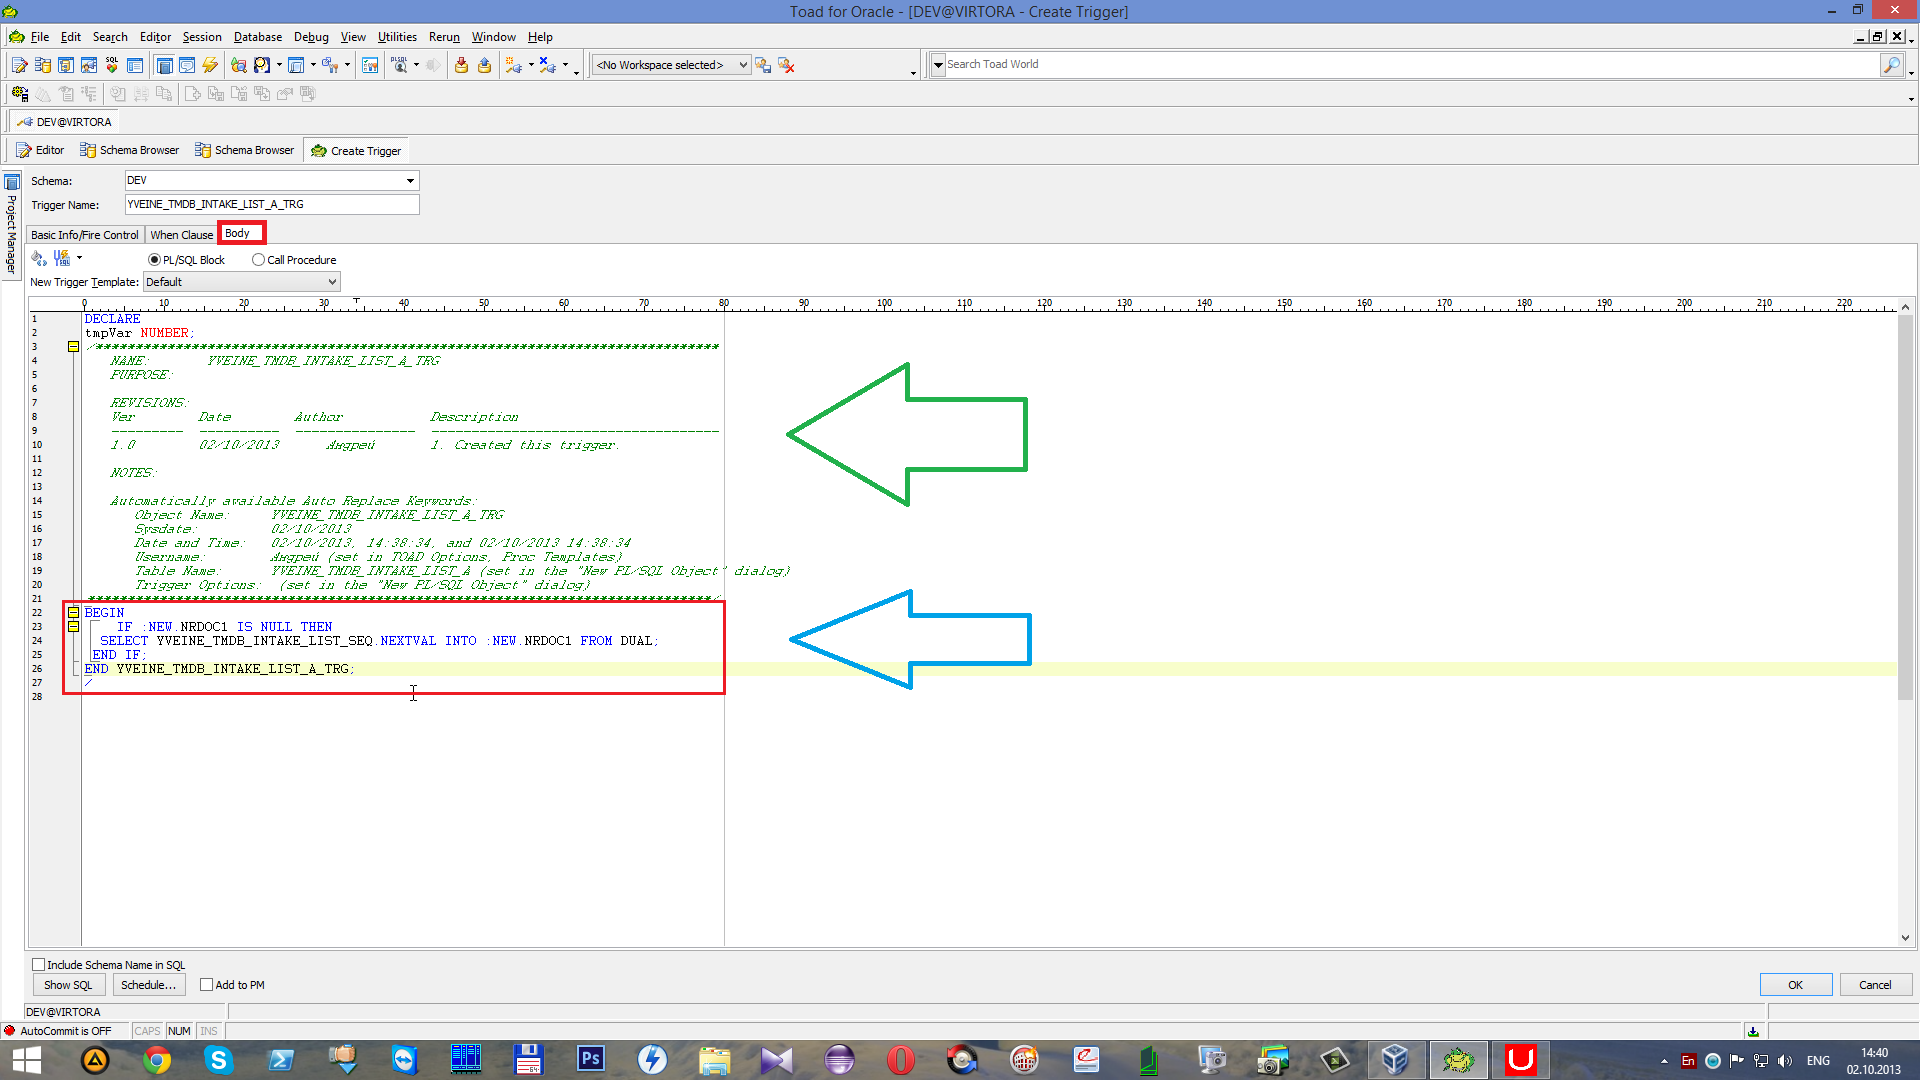 Toad for Oracle - [DEV@VIRTORA - Create Trigger]
File Edit Search Editor Session Database Debug View Utilities Rerun Window Help
<No Workspace selected> Search Toad World
DEV@VIRTORA
Editor Schema Browser Schema Browser Create Trigger
Project Manager
Schema: DEV
Trigger Name: YVEINE_TMDB_INTAKE_LIST_A_TRG
Basic Info/Fire Control When Clause Body
PL/SQL Block Call Procedure
New Trigger Template: Default
0 10 20 30 40 50 60 70 80 90 100 110 120 130 140 150 160 170 180 190 200 210 220
1 DECLARE
2 tmpVar NUMBER;
3 /******************************************************************************
4 NAME: YVEINE_TMDB_INTAKE_LIST_A_TRG
5 PURPOSE:
6
7 REVISIONS:
8 Ver Date Author Description
9 --------- ---------- --------------- ------------------------------------
10 1.0 02/10/2013 Андрей 1. Created this trigger.
11
12 NOTES:
13
14 Automatically available Auto Replace Keywords:
15 Object Name: YVEINE_TMDB_INTAKE_LIST_A_TRG
16 Sysdate: 02/10/2013
17 Date and Time: 02/10/2013, 14:38:34, and 02/10/2013 14:38:34
18 Username: Андрей (set in TOAD Options, Proc Templates)
19 Table Name: YVEINE_TMDB_INTAKE_LIST_A (set in the "New PL/SQL Object" dialog)
20 Trigger Options: (set in the "New PL/SQL Object" dialog)
21 ******************************************************************************/
22 BEGIN
23 IF :NEW.NRDOC1 IS NULL THEN
24 SELECT YVEINE_TMDB_INTAKE_LIST_SEQ.NEXTVAL INTO :NEW.NRDOC1 FROM DUAL;
25 END IF;
26 END YVEINE_TMDB_INTAKE_LIST_A_TRG;
27 /
28
Include Schema Name in SQL
Show SQL Schedule... Add to PM OK Cancel
DEV@VIRTORA
AutoCommit is OFF CAPS NUM INS
En ENG 14:40
02.10.2013